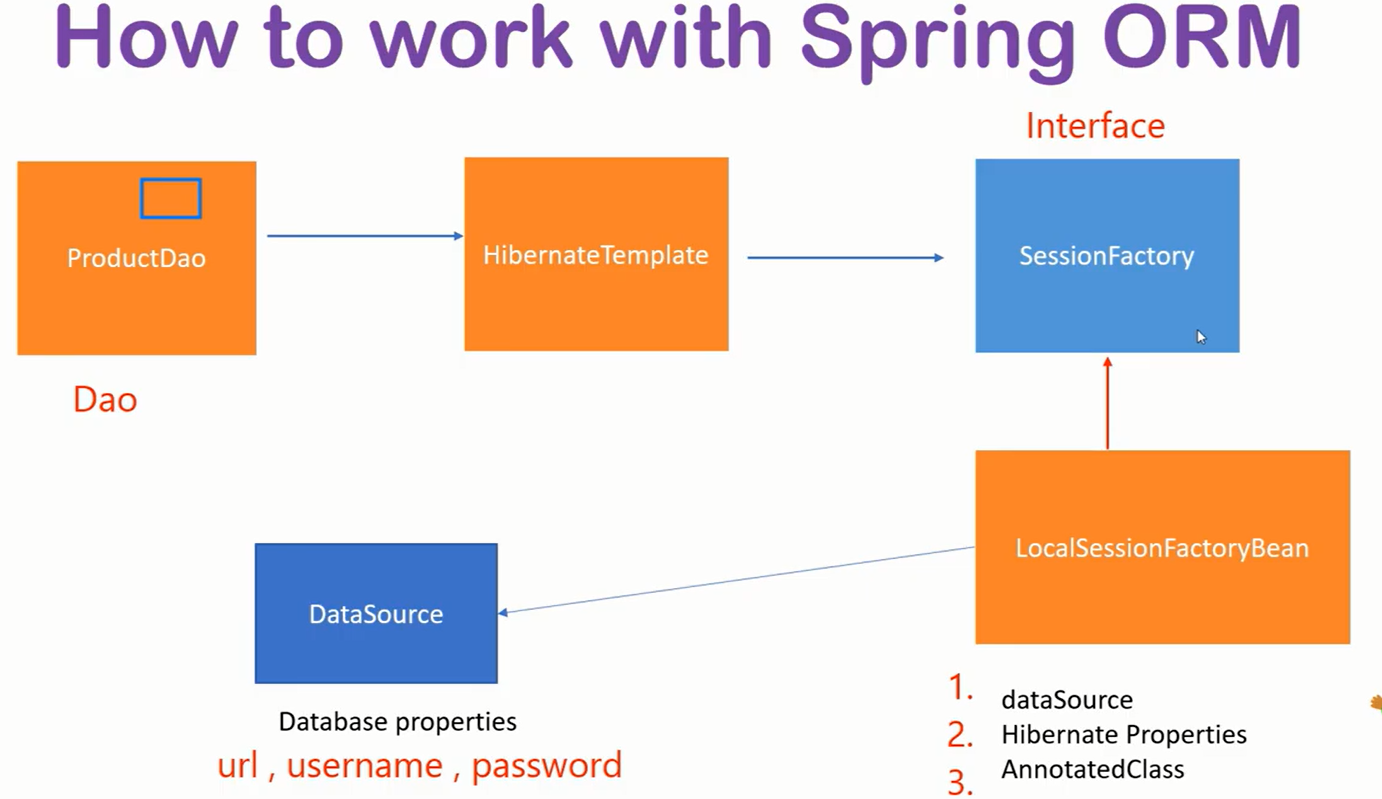 How to work with Spring ORM
Interface
ProductDao
HibernateTemplate
SessionFactory
Dao
LocalSessionFactoryBean
DataSource
Database properties
url , username , password
1. dataSource
2. Hibernate Properties
3. AnnotatedClass